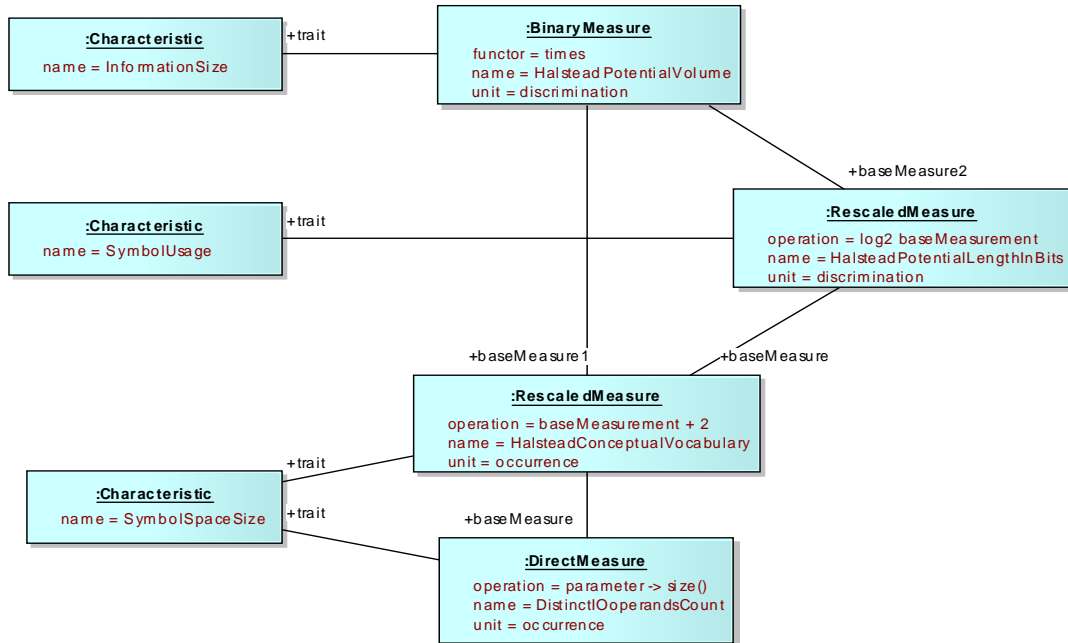 :Characteristic
name = InformationSize
+trait
:BinaryMeasure
functor = times
name = HalsteadPotentialVolume
unit = discrimination
+baseMeasure2
:Characteristic
name = SymbolUsage
+trait
:RescaledMeasure
operation = log2 baseMeasurement
name = HalsteadPotentialLengthInBits
unit = discrimination
+baseMeasure1
+baseMeasure
:RescaledMeasure
operation = baseMeasurement + 2
name = HalsteadConceptualVocabulary
unit = occurrence
+trait
:Characteristic
name = SymbolSpaceSize
+trait
+baseMeasure
:DirectMeasure
operation = parameter -> size()
name = DistinctIOoperandsCount
unit = occurrence